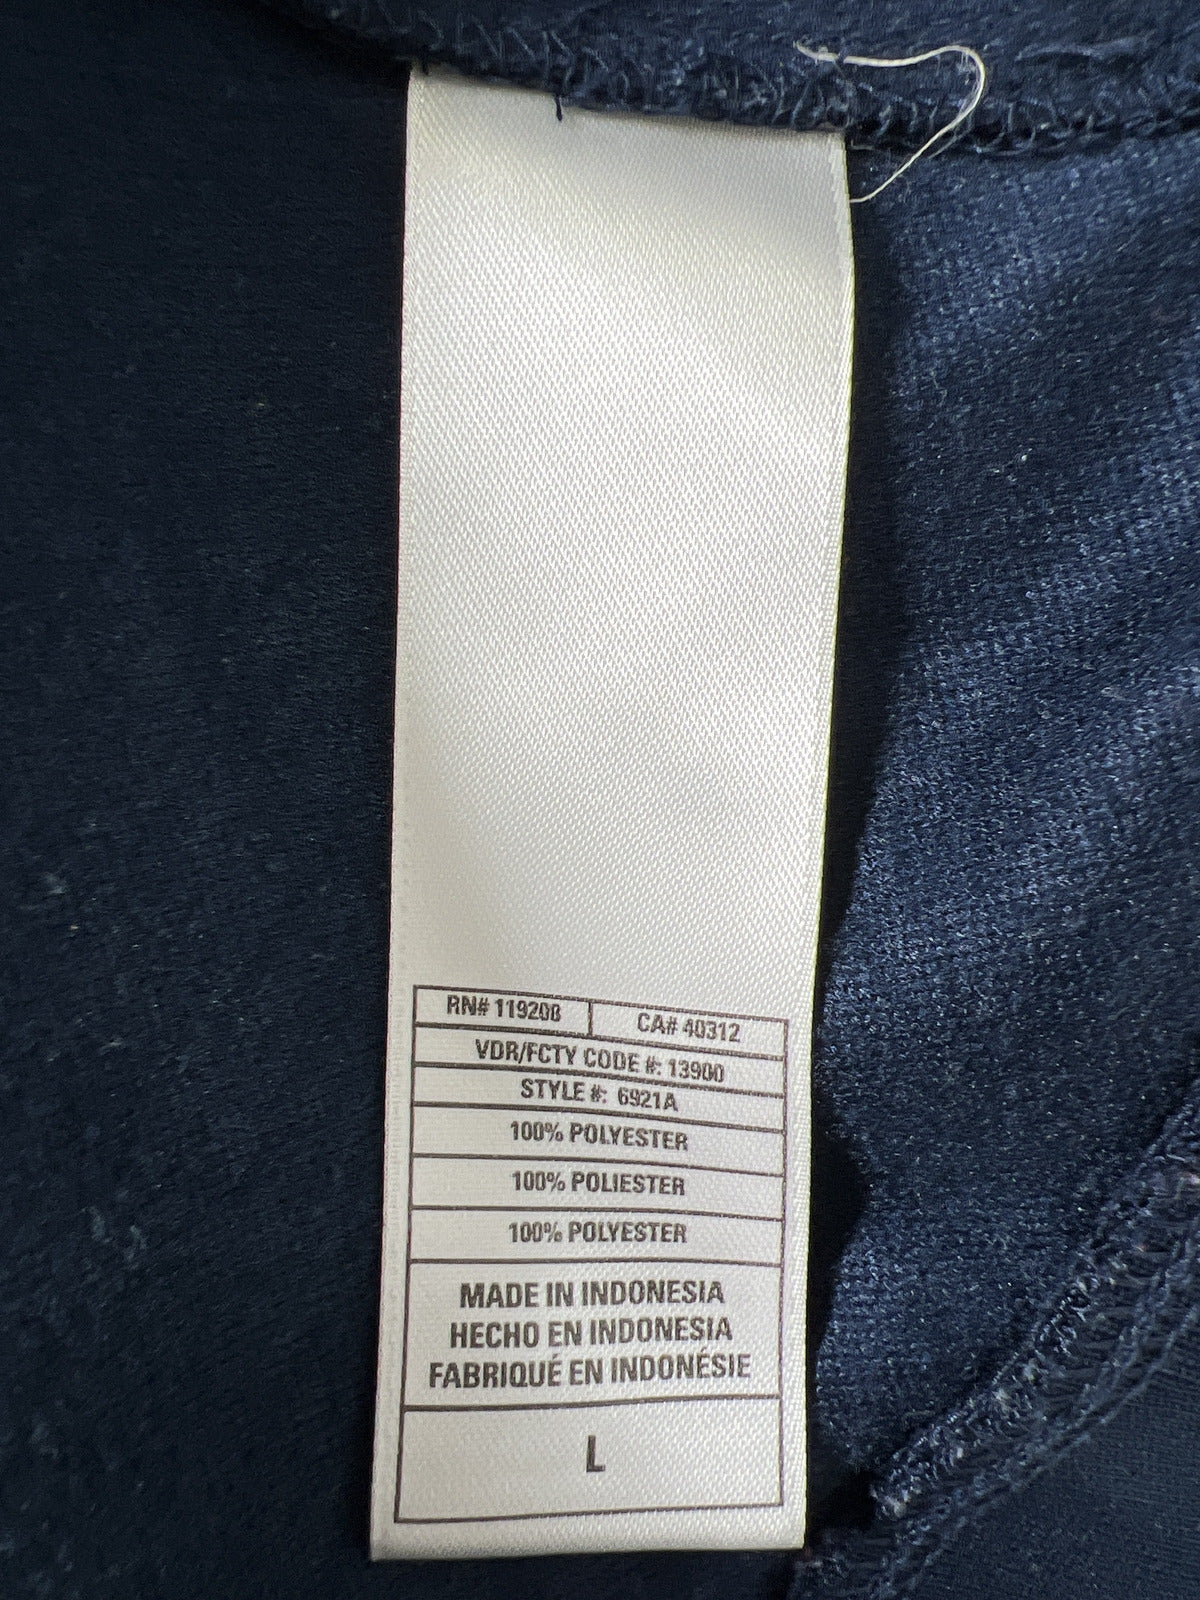 RN# 119208 CA# 40312
VDR/FCTY CODE #: 13900
STYLE #: 6921A
100% POLYESTER
100% POLIESTER
100% POLYESTER
MADE IN INDONESIA
HECHO EN INDONESIA
FABRIQUÉ EN INDONÉSIE
L